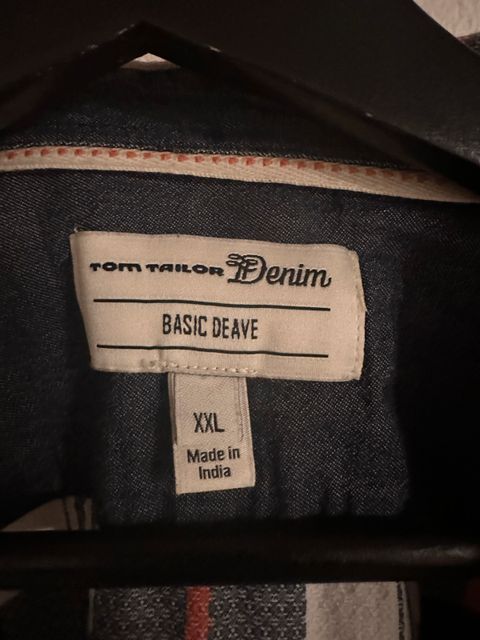 TOM TAILOR Denim
BASIC DEAVE
XXL
Made in
India